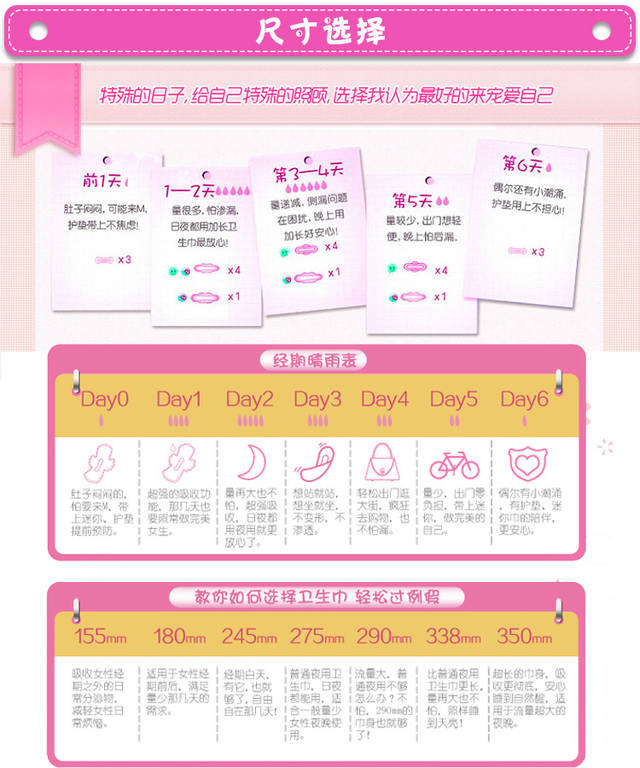 尺寸选择
特殊的日子,给自己特殊的照顾,选择我认为最好的来宠爱自己
前1天
肚子闷闷,可能来M,
护垫带上不焦虑!
x3
1—2天
量很多,怕渗漏,
日夜都用加长卫
生巾最放心!
x4
x1
第3—4天
量递减,侧漏问题
在困扰,晚上用
加长好安心!
x4
x1
第5天
量较少,出门想轻
便,晚上怕后漏。
x4
x1
第6天
偶尔还有小潮涌,
护垫用上不担心!
x3
经期晴雨表
Day0 Day1 Day2 Day3 Day4 Day5 Day6
肚子闷闷的,
怕要来M,带
上迷你、护垫
提前预防。
超强的吸收功
能,那几天也
要照常做完美
女生。
量再大也不
怕,超强吸
收,日夜都
用夜用就更
放心了。
想站就站,
想坐就坐,
不变形,不
渗透。
轻松出门逛
大街,疯狂
去购物,也
不怕漏。
量少,出门零
负担,带上迷
你,做完美的
自己。
偶尔有小潮涌
,有护垫、迷
你巾的陪伴,
更安心。
教你如何选择卫生巾 轻松过例假
155mm 180mm 245mm 275mm 290mm 338mm 350mm
吸收女性经
期之外的日
常分泌物,
减轻女性日
常烦恼。
适用于女性经
期前后,满足
量少那几天的
需求。
经期白天,
有它,也就
够了,自由
自在那几天!
普通夜用卫
生巾,日夜
都能用,适
合一般量少
女性夜晚使
用。
流量大,普
通夜用不够
怎么办?不
怕,290mm的
巾身也就够
了!
比普通夜用
卫生巾更长,
量再大也不
怕,照样睡
到天亮!
超长的巾身,吸
收更彻底,安心
睡到自然醒,适
用于流量超大的
夜晚。